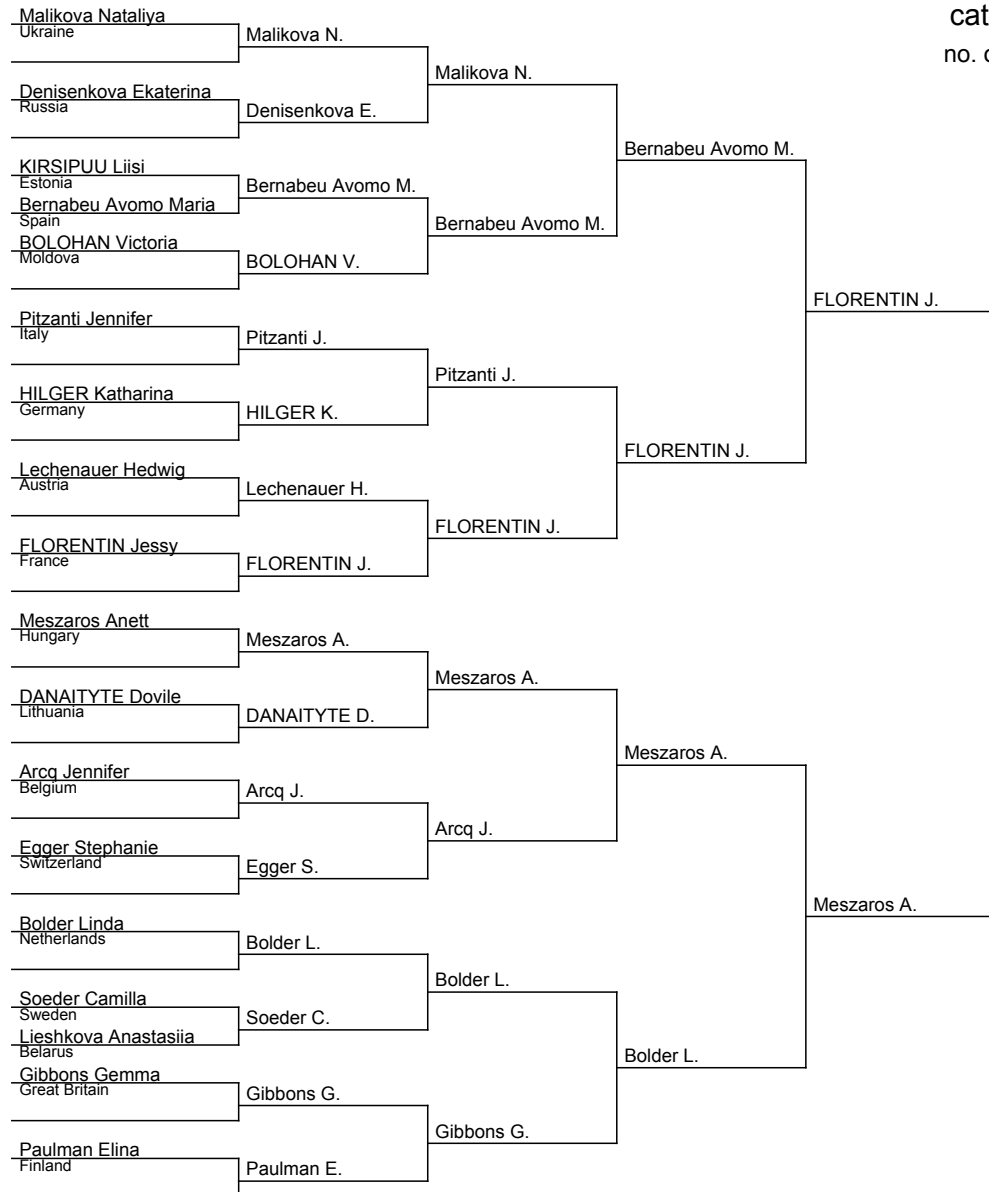 cat
no. o
Malikova Nataliya
Ukraine
Denisenkova Ekaterina
Russia
KIRSIPUU Liisi
Estonia
Bernabeu Avomo Maria
Spain
BOLOHAN Victoria
Moldova
Pitzanti Jennifer
Italy
HILGER Katharina
Germany
Lechenauer Hedwig
Austria
FLORENTIN Jessy
France
Meszaros Anett
Hungary
DANAITYTE Dovile
Lithuania
Arcq Jennifer
Belgium
Egger Stephanie
Switzerland
Bolder Linda
Netherlands
Soeder Camilla
Sweden
Lieshkova Anastasiia
Belarus
Gibbons Gemma
Great Britain
Paulman Elina
Finland
Malikova N.
Denisenkova E.
Bernabeu Avomo M.
BOLOHAN V.
Pitzanti J.
HILGER K.
Lechenauer H.
FLORENTIN J.
Meszaros A.
DANAITYTE D.
Arcq J.
Egger S.
Bolder L.
Soeder C.
Gibbons G.
Paulman E.
Malikova N.
Bernabeu Avomo M.
Pitzanti J.
FLORENTIN J.
Meszaros A.
Arcq J.
Bolder L.
Gibbons G.
Bernabeu Avomo M.
FLORENTIN J.
Meszaros A.
Bolder L.
FLORENTIN J.
Meszaros A.